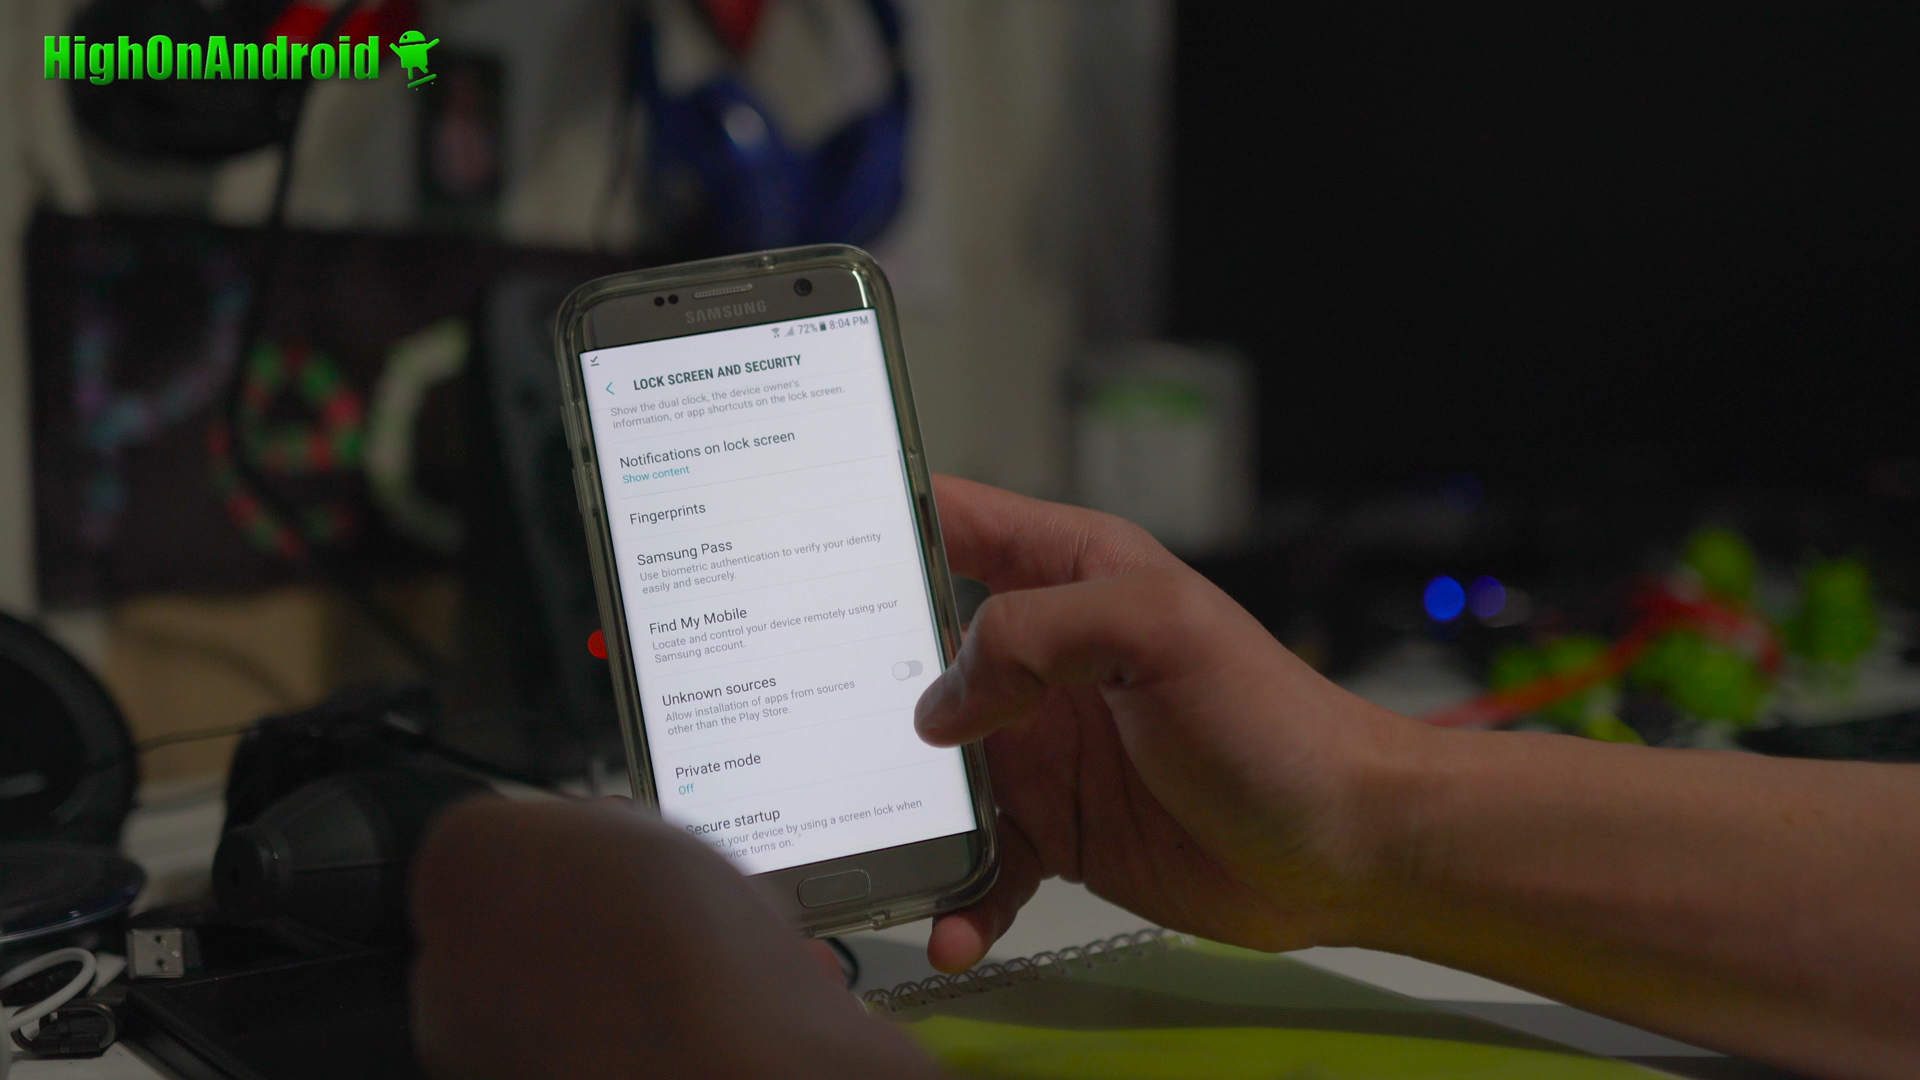 HighOnAndroid
SAMSUNG
72% 8:04 PM
LOCK SCREEN AND SECURITY
Show the dual clock, the device owner's
information, or app shortcuts on the lock screen.
Notifications on lock screen
Show content
Fingerprints
Samsung Pass
Use biometric authentication to verify your identity
easily and securely.
Find My Mobile
Locate and control your device remotely using your
Samsung account.
Unknown sources
Allow installation of apps from sources
other than the Play Store.
Private mode
Off
Secure startup
your device by using a screen lock when
turns on.